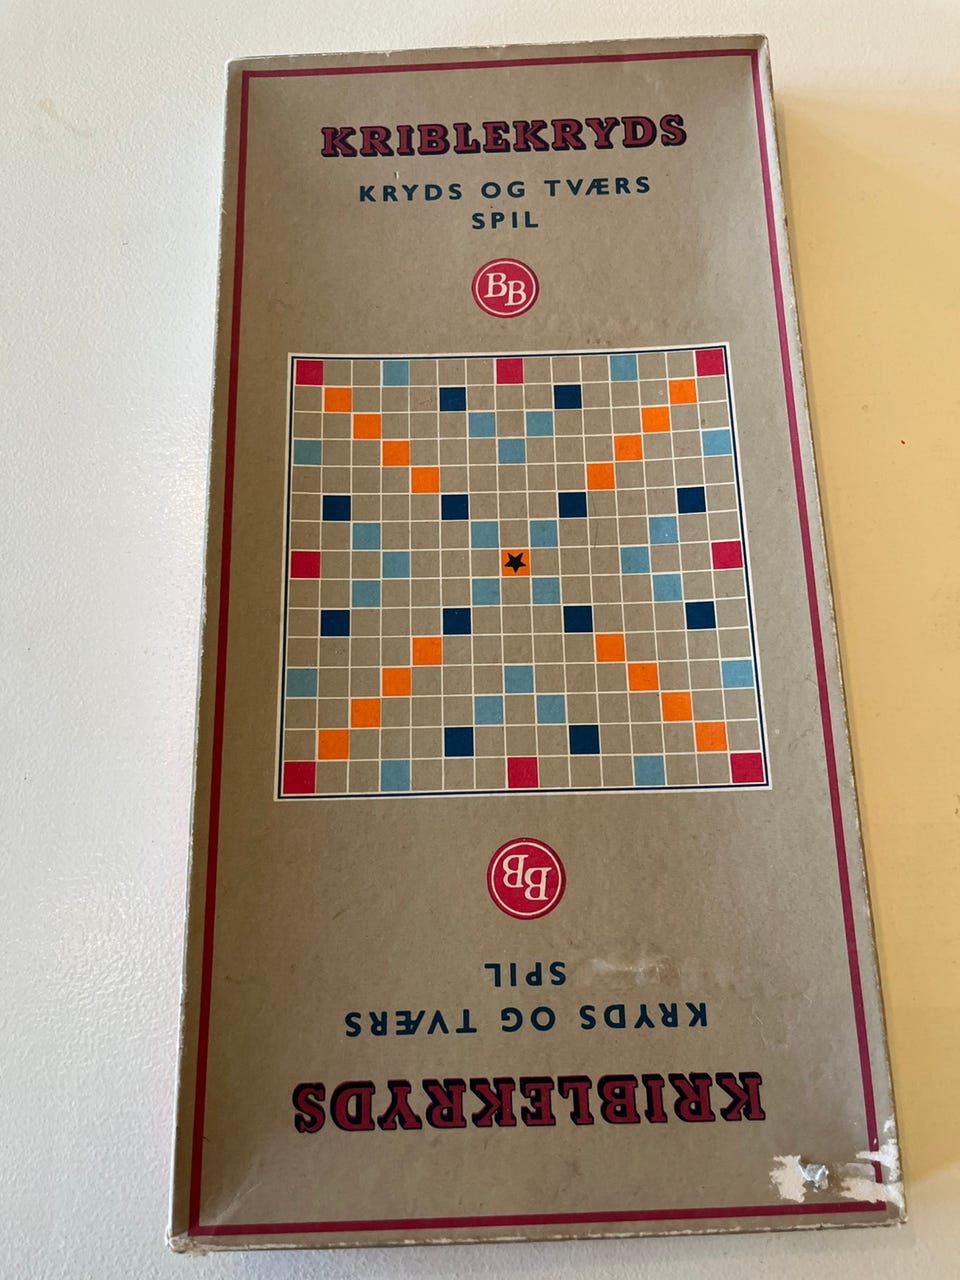 KRIBLEKRYDS
KRYDS OG TVÆRS
SPIL
BB
BB
SPIL
KRYDS OG TVÆRS
KRIBLEKRYDS